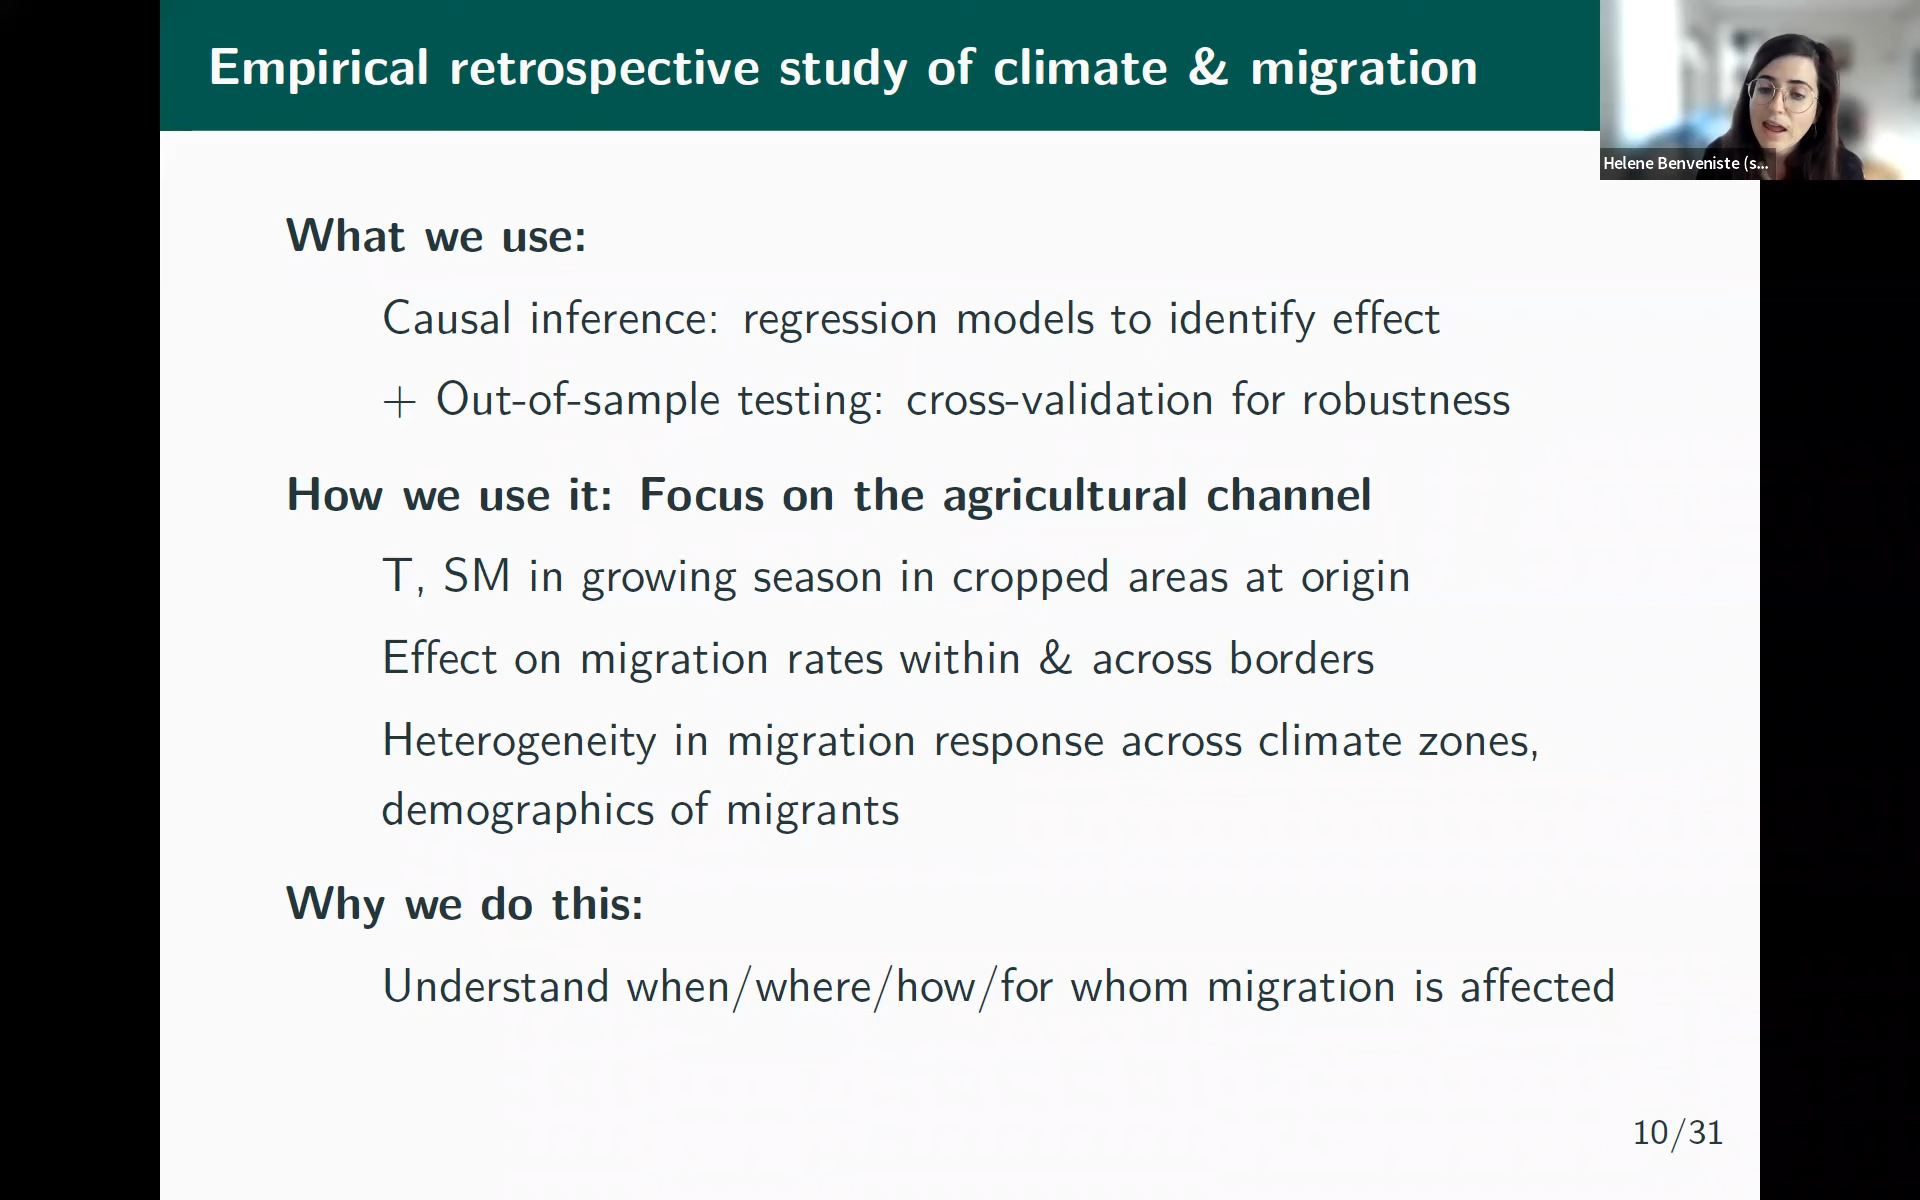 Empirical retrospective study of climate & migration
Helene Benveniste (s...
What we use:
Causal inference: regression models to identify effect
+ Out-of-sample testing: cross-validation for robustness
How we use it: Focus on the agricultural channel
T, SM in growing season in cropped areas at origin
Effect on migration rates within & across borders
Heterogeneity in migration response across climate zones,
demographics of migrants
Why we do this:
Understand when/where/how/for whom migration is affected
10/31